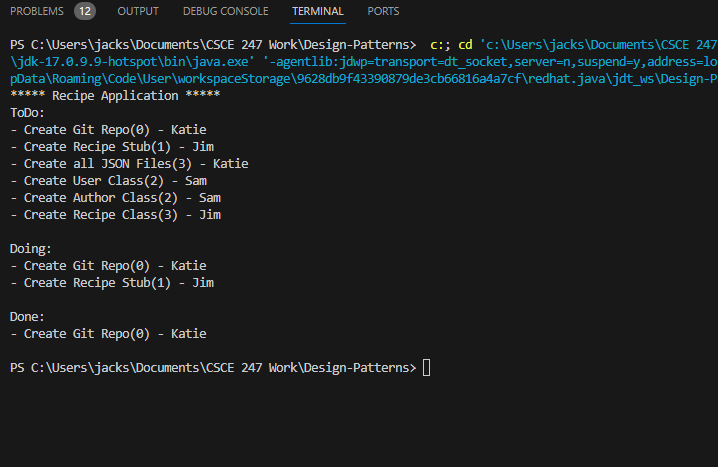 PROBLEMS 12 OUTPUT DEBUG CONSOLE TERMINAL PORTS
PS C:\Users\jacks\Documents\CSCE 247 Work\Design-Patterns>  c:; cd 'c:\Users\jacks\Documents\CSCE 247
\jdk-17.0.9.9-hotspot\bin\java.exe' '-agentlib:jdwp=transport=dt_socket,server=n,suspend=y,address=lo
pData\Roaming\Code\User\workspaceStorage\9628db9f43390879de3cb66816a4a7cf\redhat.java\jdt_ws\Design-P
***** Recipe Application *****
ToDo:
- Create Git Repo(0) - Katie
- Create Recipe Stub(1) - Jim
- Create all JSON Files(3) - Katie
- Create User Class(2) - Sam
- Create Author Class(2) - Sam
- Create Recipe Class(3) - Jim
Doing:
- Create Git Repo(0) - Katie
- Create Recipe Stub(1) - Jim
Done:
- Create Git Repo(0) - Katie
PS C:\Users\jacks\Documents\CSCE 247 Work\Design-Patterns>